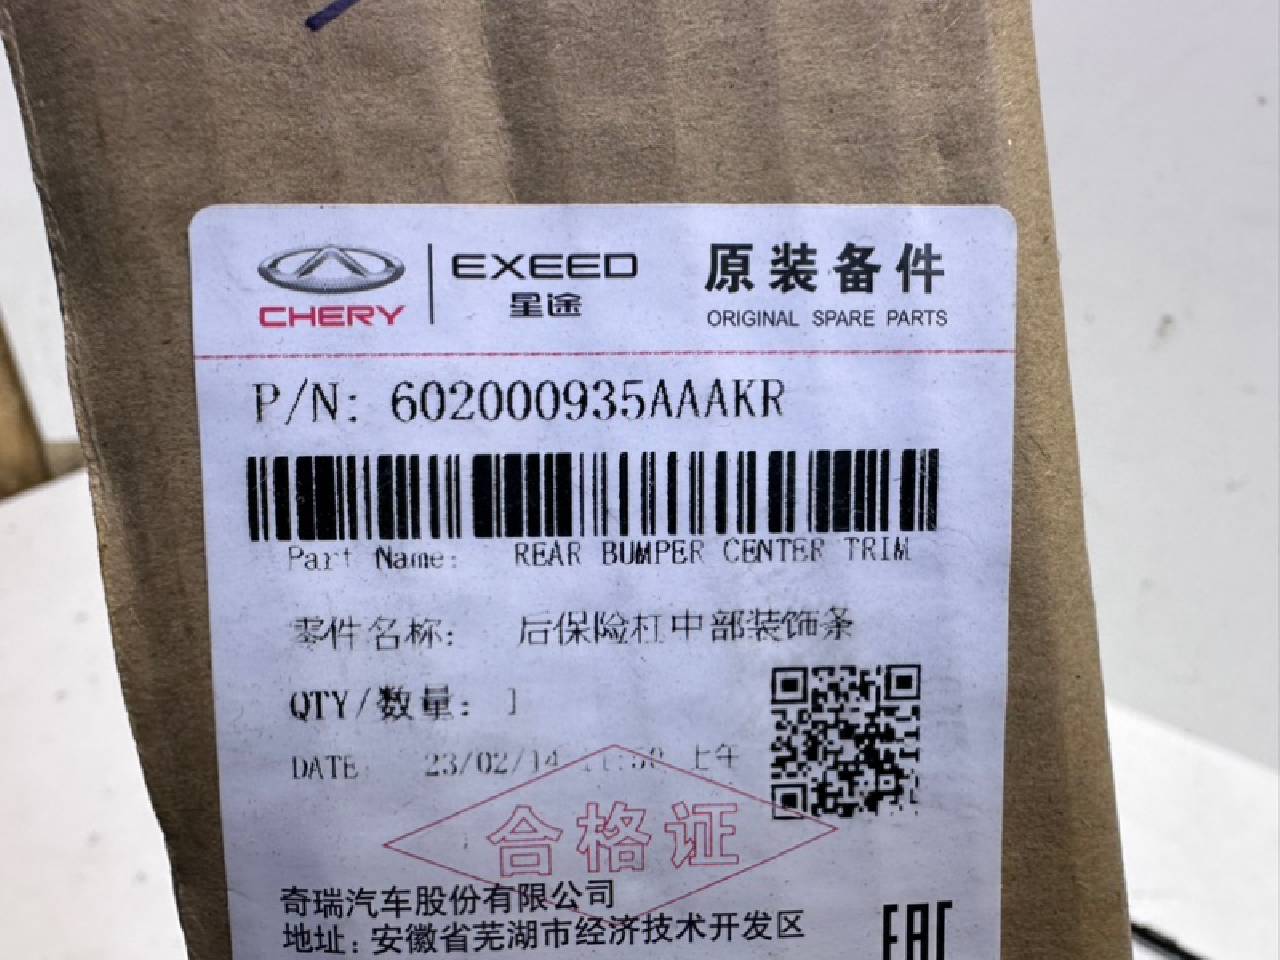 CHERY
EXEED
星途
原装备件
ORIGINAL SPARE PARTS
P/N: 602000935AAAKR
Part Name: REAR BUMPER CENTER TRIM
零件名称: 后保险杠中部装饰条
QTY/数量: 1
DATE 23/02/14 上午
合格证
奇瑞汽车股份有限公司
地址:安徽省芜湖市经济技术开发区
EAC